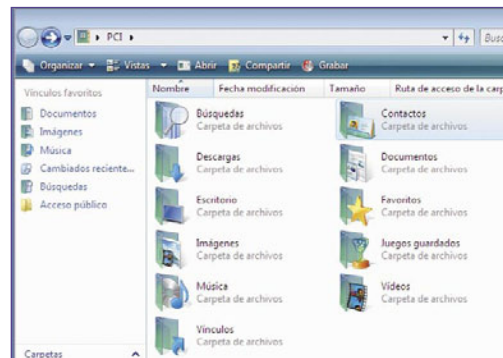 PCI
Busc
Organizar Vistas Abrir Compartir Grabar
Vínculos favoritos
Documentos
Imágenes
Música
Cambiados reciente...
Búsquedas
Acceso público
Carpetas
Nombre Fecha modificación Tamaño Ruta de acceso de la carp
Búsquedas
Carpeta de archivos
Contactos
Carpeta de archivos
Descargas
Carpeta de archivos
Documentos
Carpeta de archivos
Escritorio
Carpeta de archivos
Favoritos
Carpeta de archivos
Imágenes
Carpeta de archivos
Juegos guardados
Carpeta de archivos
Música
Carpeta de archivos
Vídeos
Carpeta de archivos
Vínculos
Carpeta de archivos